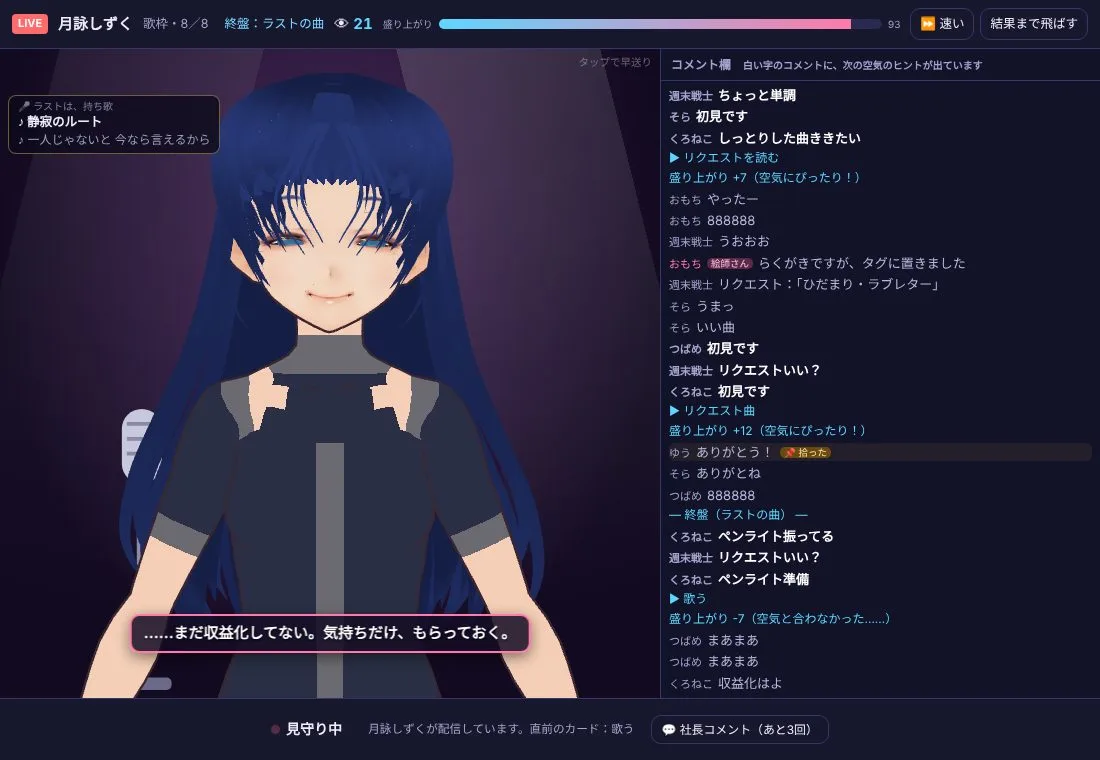 LIVE 月詠しずく 歌枠・8／8 終盤：ラストの曲 👁 21 盛り上がり 93 ⏩ 速い 結果まで飛ばす
タップで早送り
🎤 ラストは、持ち歌
♪ 静寂のルート
♪ 一人じゃないと 今なら言えるから
……まだ収益化してない。気持ちだけ、もらっておく。
コメント欄 白い字のコメントに、次の空気のヒントが出ています
週末戦士 ちょっと単調
そら 初見です
くろねこ しっとりした曲ききたい
▶ リクエストを読む
盛り上がり +7（空気にぴったり！）
おもち やったー
おもち 888888
週末戦士 うおおお
おもち 絵師さん らくがきですが、タグに置きました
週末戦士 リクエスト：「ひだまり・ラブレター」
そら うまっ
そら いい曲
つばめ 初見です
週末戦士 リクエストいい？
くろねこ 初見です
▶ リクエスト曲
盛り上がり +12（空気にぴったり！）
ゆう ありがとう！ 📌 拾った
そら ありがとね
つばめ 888888
— 終盤（ラストの曲） —
くろねこ ペンライト振ってる
週末戦士 リクエストいい？
くろねこ ペンライト準備
▶ 歌う
盛り上がり -7（空気と合わなかった……）
つばめ まあまあ
つばめ まあまあ
くろねこ 収益化はよ
見守り中 月詠しずくが配信しています。直前のカード：歌う 💬 社長コメント（あと3回）